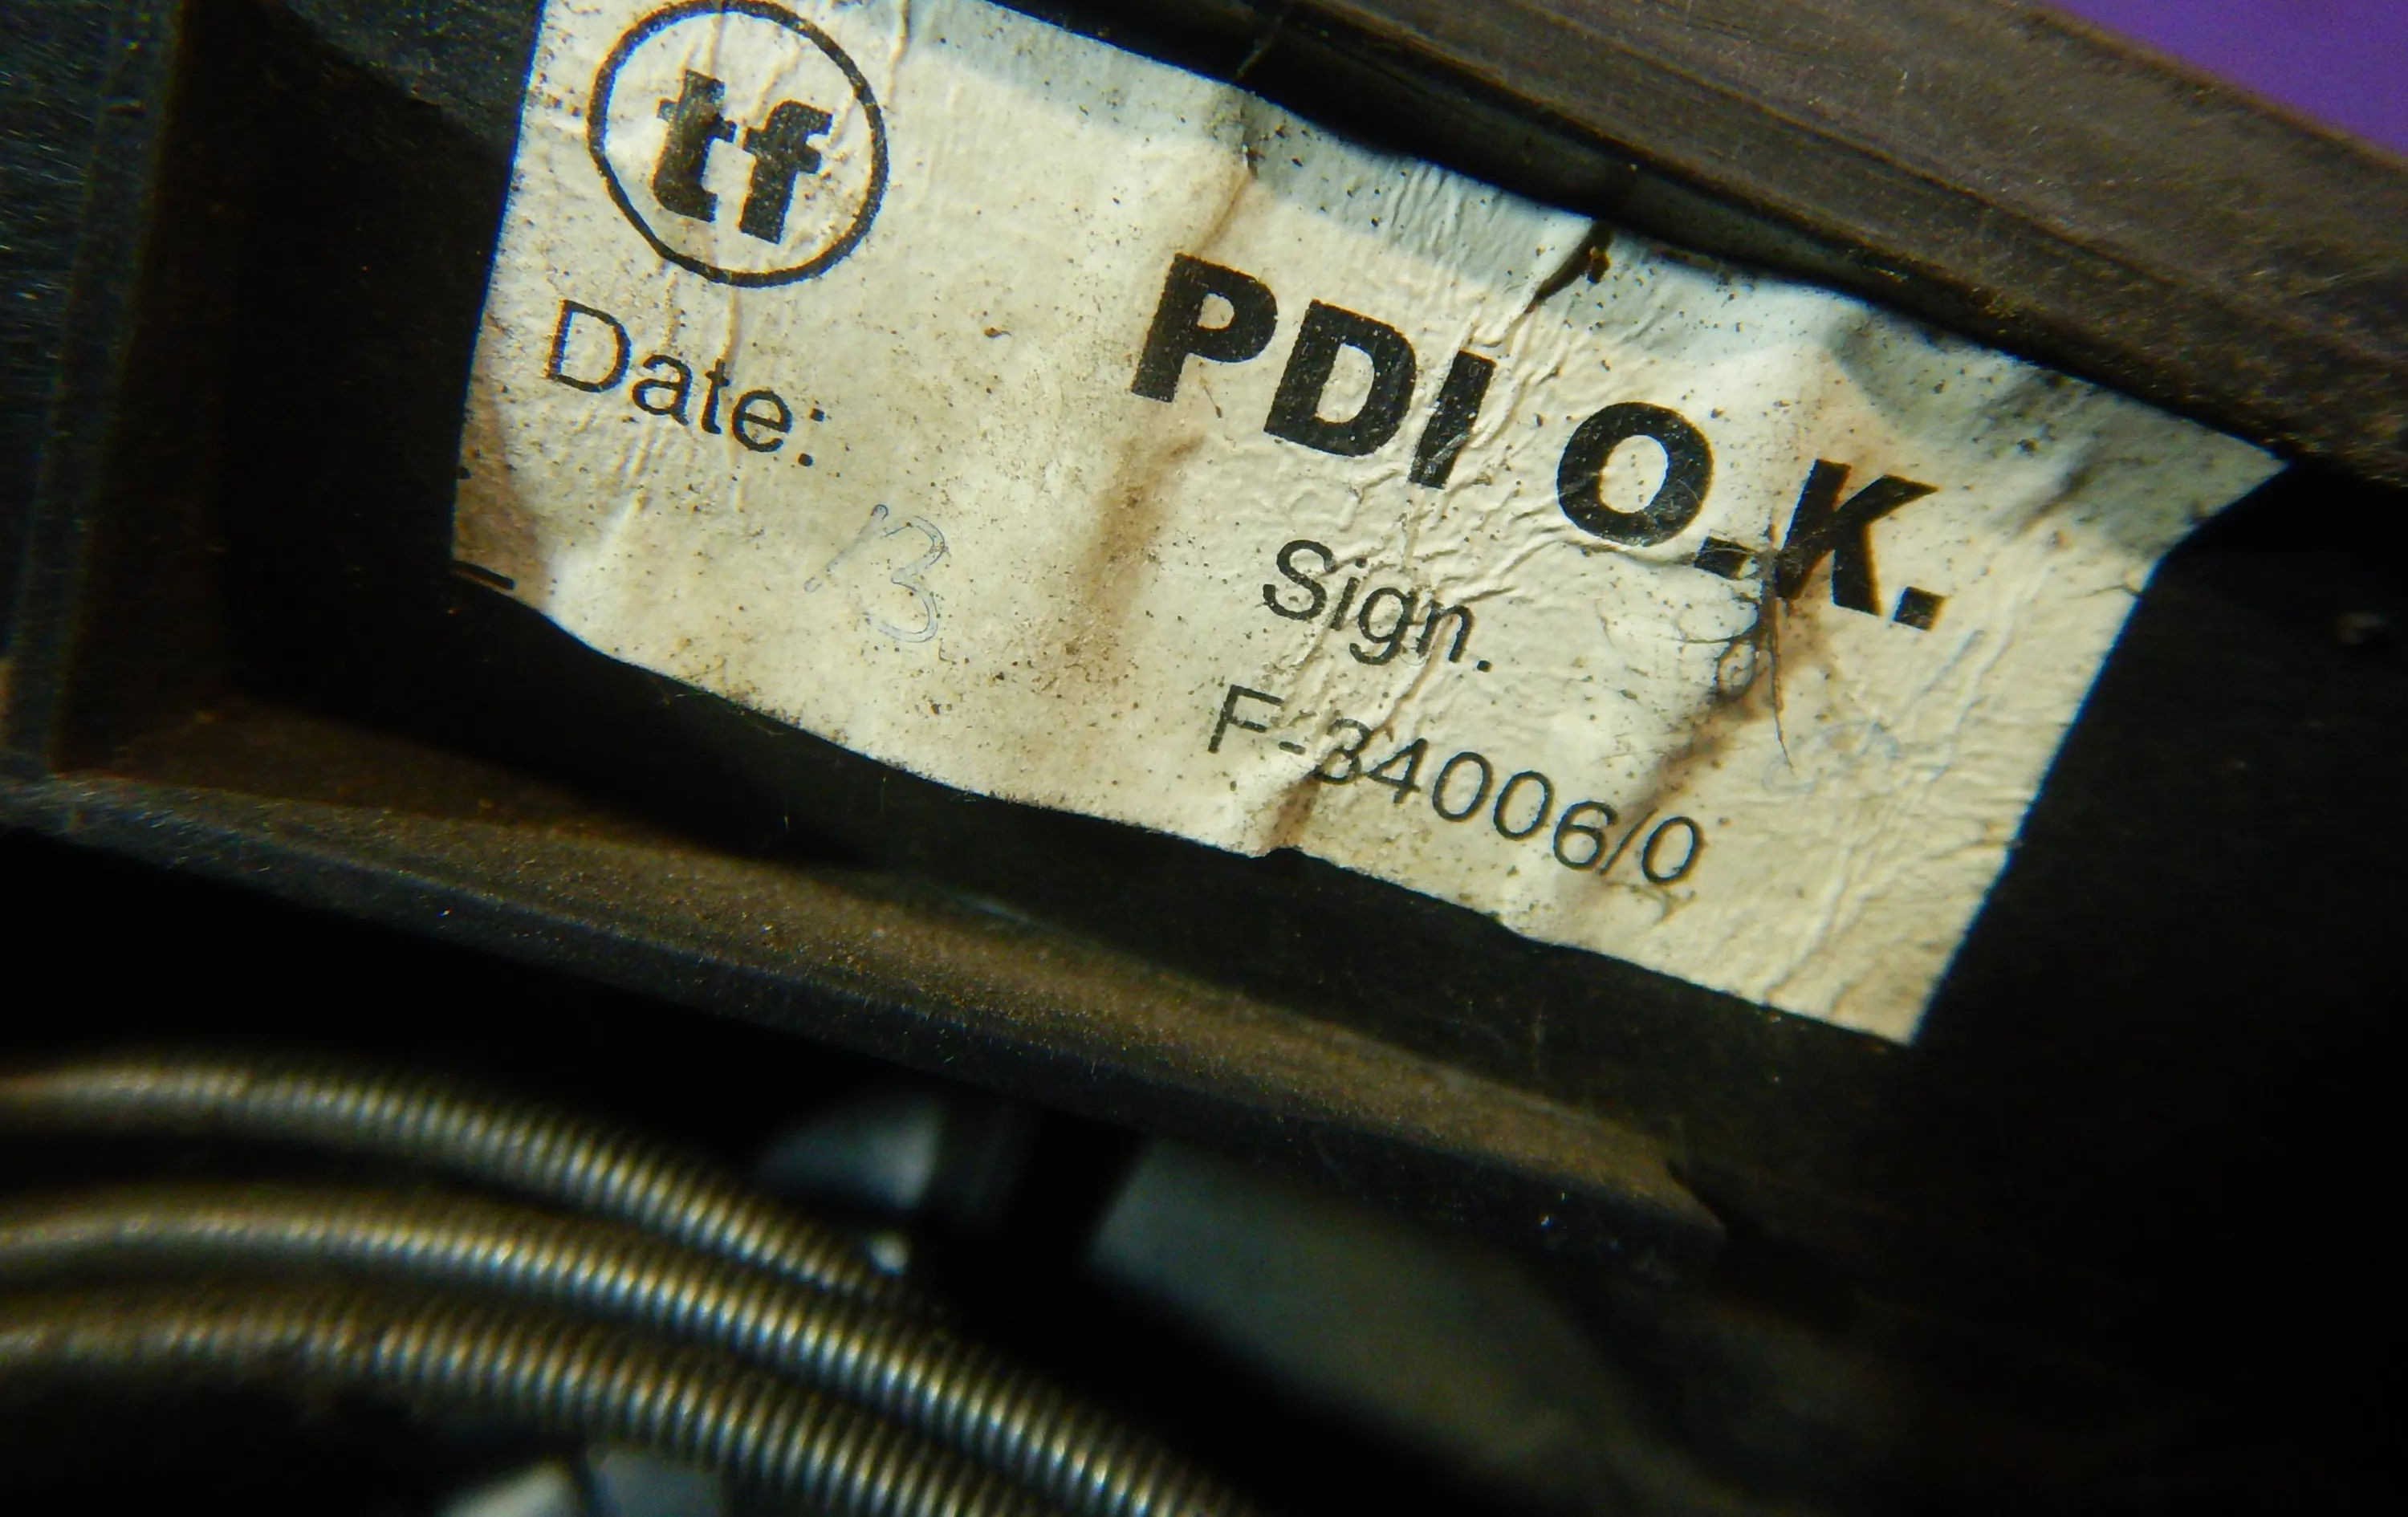 tf
PDI O.K.
Date:
Sign.
13
F-34006/0